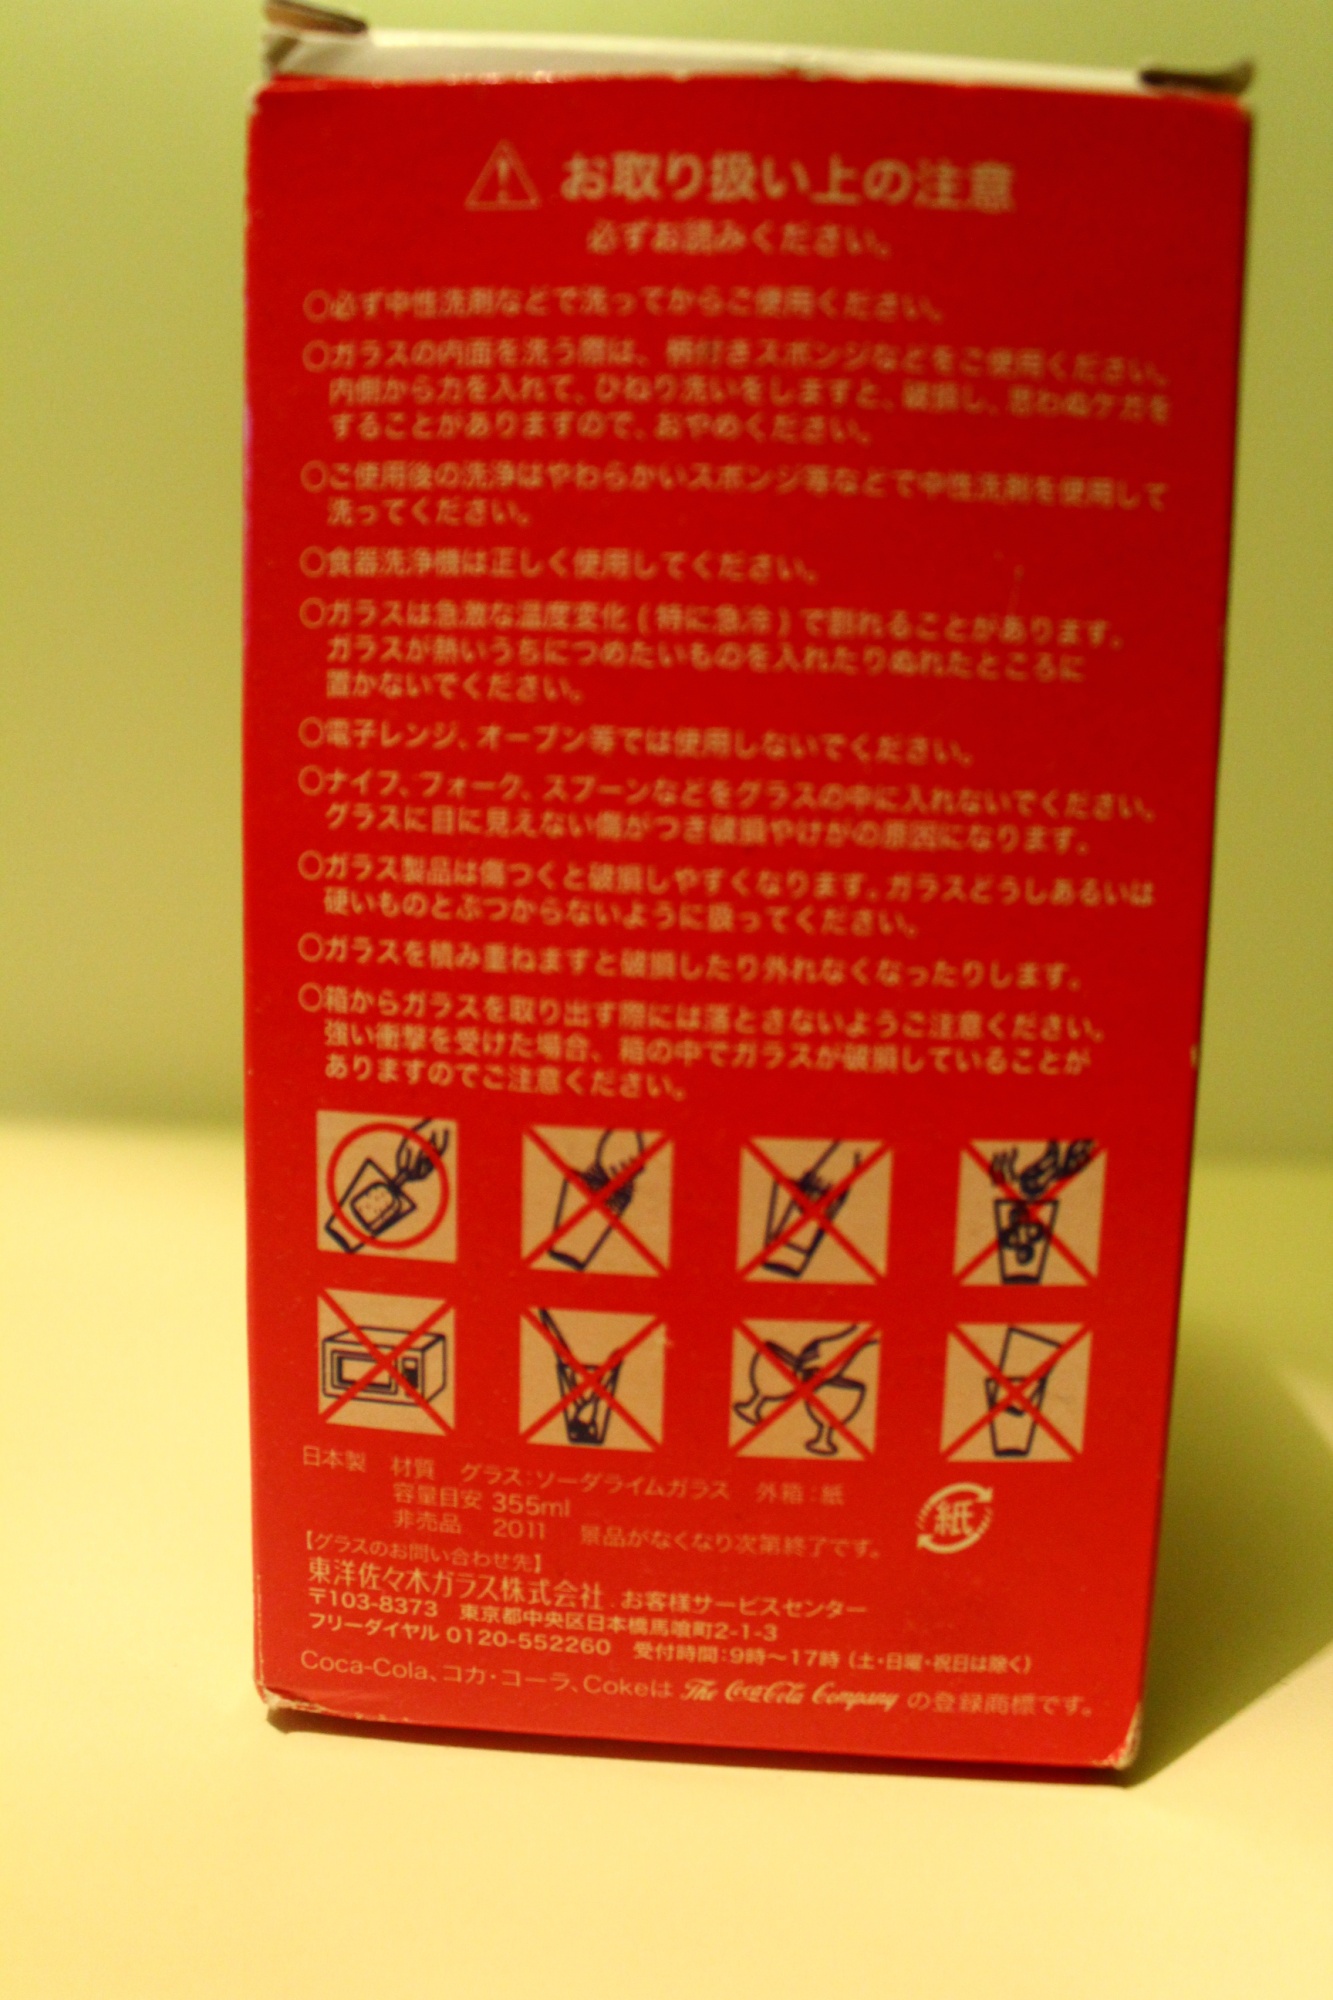 お取り扱い上の注意
必ずお読みください。
○必ず中性洗剤などで洗ってからご使用ください。
○ガラスの内面を洗う際は、柄付きスポンジなどをご使用ください。
内側から力を入れて、ひねり洗いをしますと、破損し、思わぬケガを
することがありますので、おやめください。
○ご使用後の洗浄はやわらかいスポンジ等などで中性洗剤を使用して
洗ってください。
○食器洗浄機は正しく使用してください。
○ガラスは急激な温度変化(特に急冷)で割れることがあります。
ガラスが熱いうちにつめたいものを入れたりぬれたところに
置かないでください。
○電子レンジ、オーブン等では使用しないでください。
○ナイフ、フォーク、スプーンなどをグラスの中に入れないでください。
グラスに目に見えない傷がつき破損やけがの原因になります。
○ガラス製品は傷つくと破損しやすくなります。ガラスどうしあるいは
硬いものとぶつからないように扱ってください。
○ガラスを積み重ねますと破損したり外れなくなったりします。
○箱からガラスを取り出す際には落とさないようご注意ください。
強い衝撃を受けた場合、箱の中でガラスが破損していることが
ありますのでご注意ください。
日本製 材質 グラス:ソーダライムガラス 外箱:紙
容量目安 355ml
非売品 2011 景品がなくなり次第終了です。
紙
【グラスのお問い合わせ先】
東洋佐々木ガラス株式会社 お客様サービスセンター
〒103-8373 東京都中央区日本橋馬喰町2-1-3
フリーダイヤル 0120-552260 受付時間:9時〜17時(土・日曜・祝日は除く)
Coca-Cola、コカ・コーラ、Cokeは The Coca-Cola Company の登録商標です。